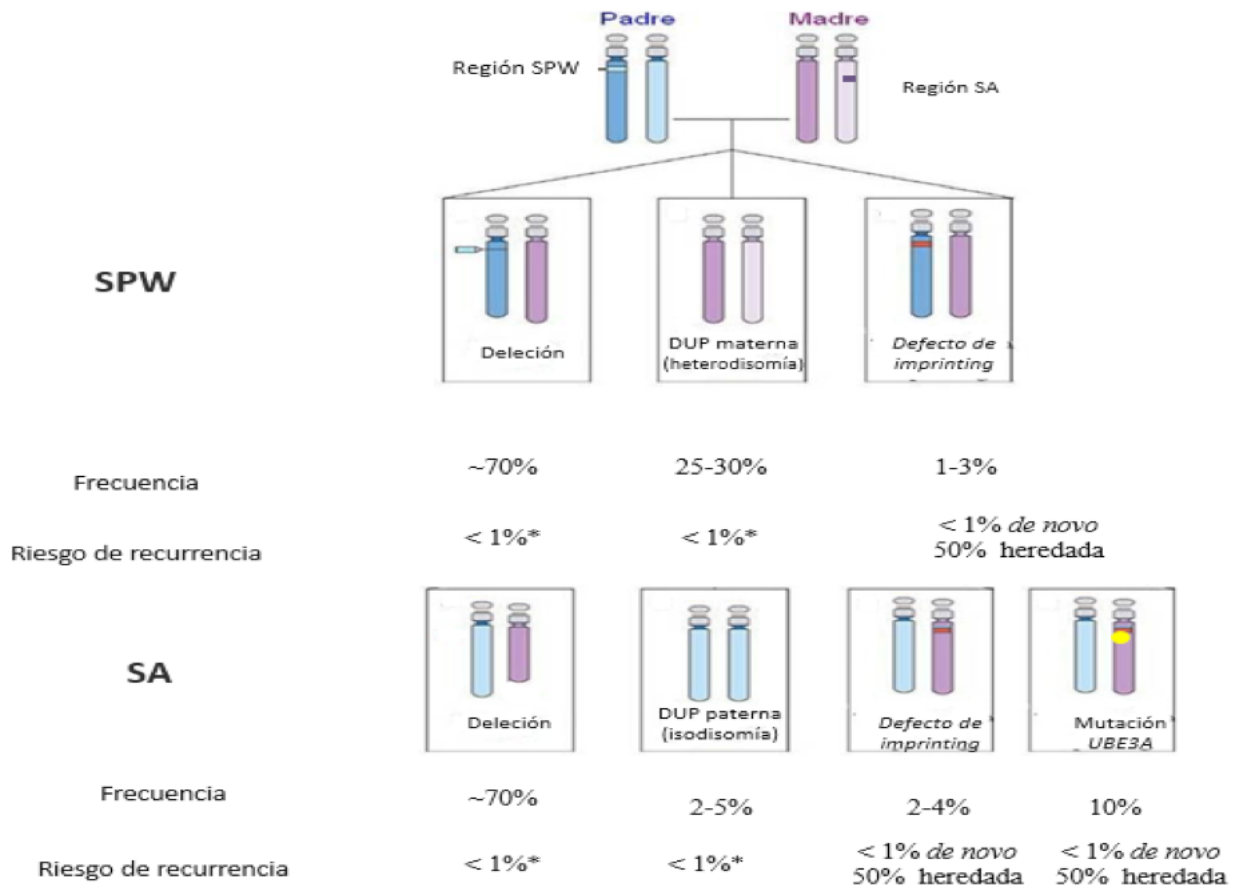 Padre
Madre
Región SPW
Región SA
SPW
Deleción
DUP materna
(heterodisomía)
Defecto de
imprinting
Frecuencia
~70%
25-30%
1-3%
Riesgo de recurrencia
< 1%*
< 1%*
< 1% de novo
50% heredada
SA
Deleción
DUP paterna
(isodisomía)
Defecto de
imprinting
Mutación
UBE3A
Frecuencia
~70%
2-5%
2-4%
10%
Riesgo de recurrencia
< 1%*
< 1%*
< 1% de novo
50% heredada
< 1% de novo
50% heredada